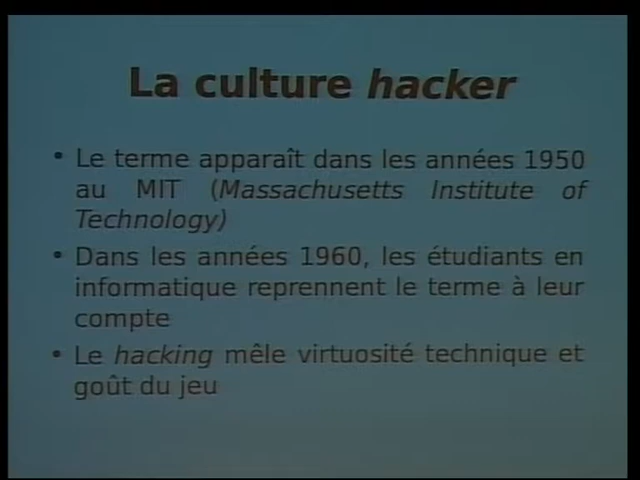 La culture hacker
• Le terme apparaît dans les années 1950
au MIT (Massachusetts Institute of
Technology)
• Dans les années 1960, les étudiants en
informatique reprennent le terme à leur
compte
• Le hacking mêle virtuosité technique et
goût du jeu